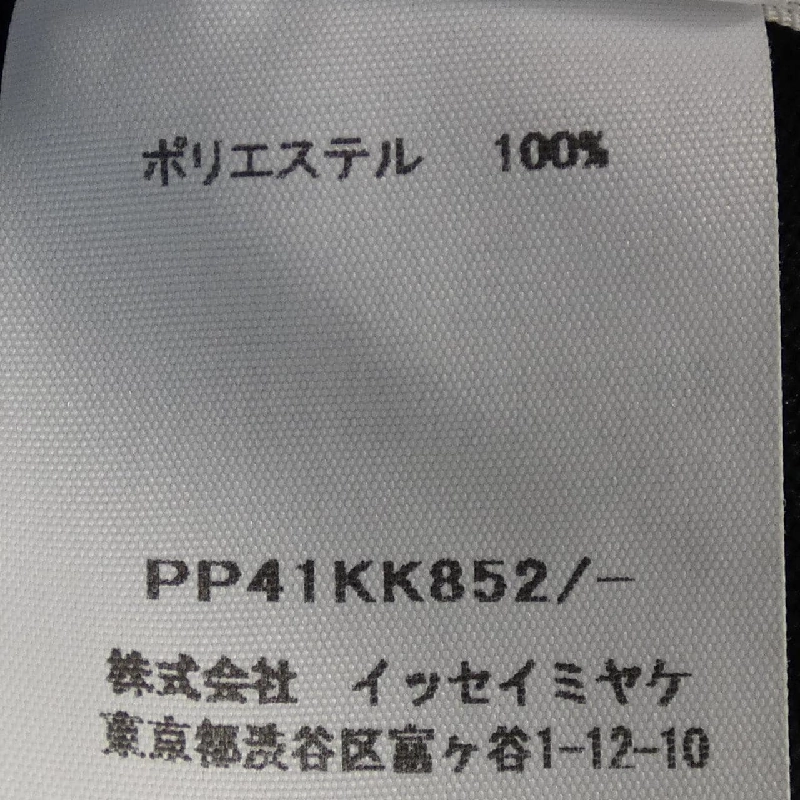 ポリエステル 100%
PP41KK852/-
株式会社 イッセイミヤケ
東京都渋谷区富ヶ谷1-12-10